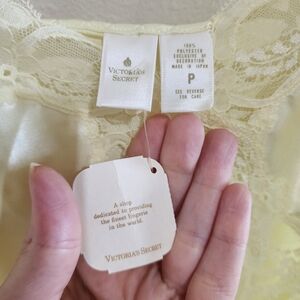 VICTORIA'S
SECRET
100%
POLYESTER
EXCLUSIVE OF
DECORATION
MADE IN JAPAN
P
SEE REVERSE
FOR CARE
A shop
dedicated to providing
the finest lingerie
in the world.
VICTORIA'S SECRET